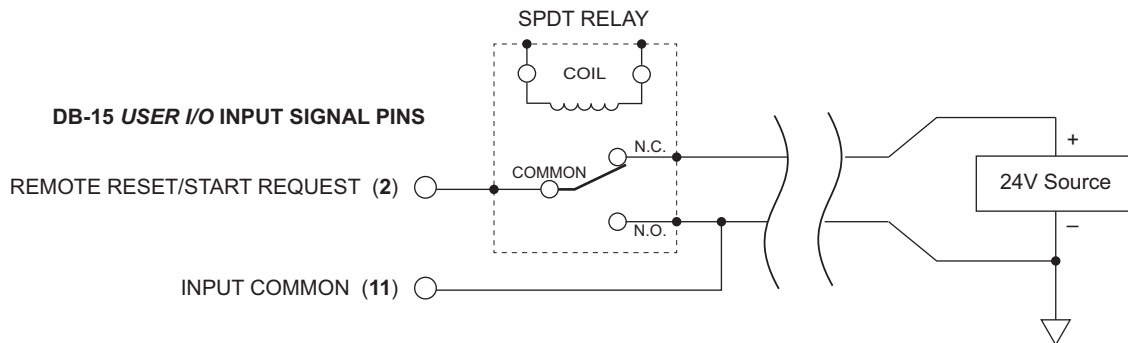 SPDT RELAY
COIL
DB-15 USER I/O INPUT SIGNAL PINS
N.C.
COMMON
+
24V Source
REMOTE RESET/START REQUEST (2)
N.O.
–
INPUT COMMON (11)